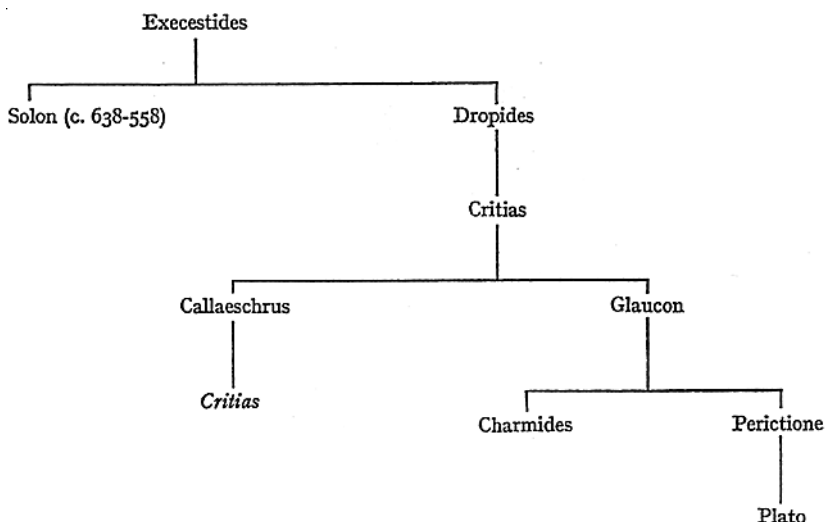 Execestides
Solon (c. 638-558)
Dropides
Critias
Callaeschrus
Glaucon
Critias
Charmides
Perictione
Plato